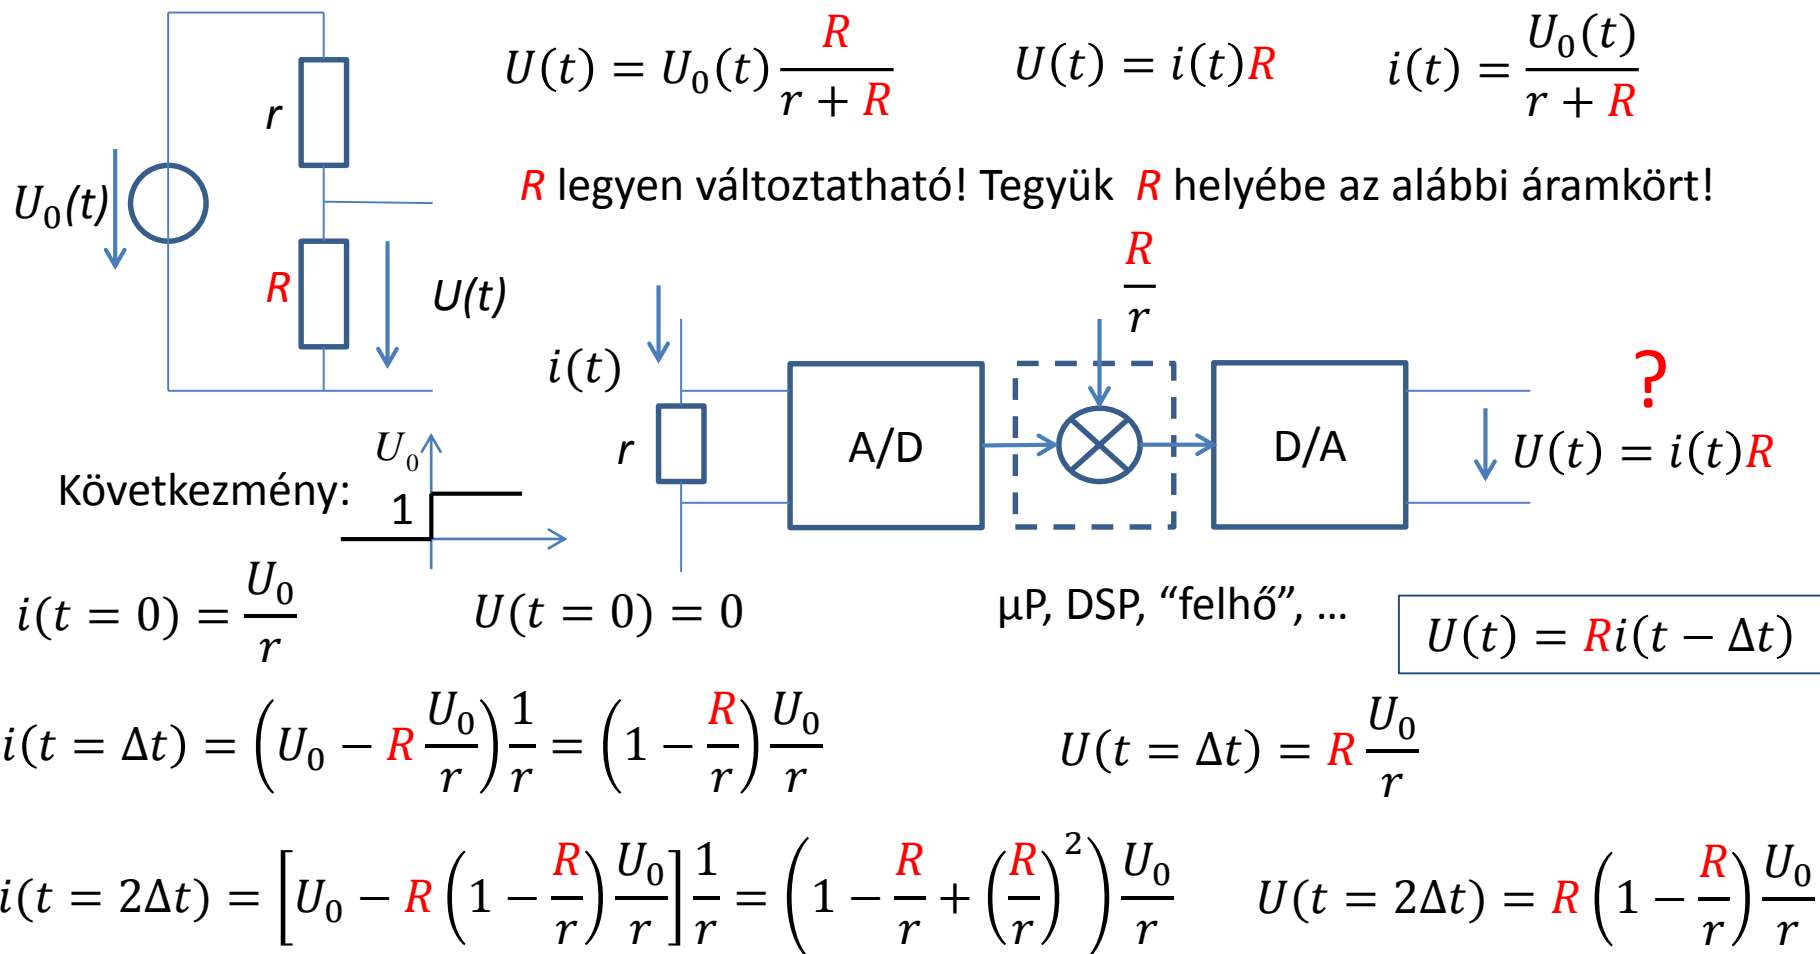 U(t) = U₀(t) R/(r + R)
U(t) = i(t)R
i(t) = U₀(t)/(r + R)
r
U₀(t)
R
U(t)
R legyen változtatható! Tegyük R helyébe az alábbi áramkört!
R/r
i(t)
r
A/D
D/A
?
U(t) = i(t)R
Következmény:
U₀
1
µP, DSP, “felhő”, ...
i(t = 0) = U₀/r
U(t = 0) = 0
U(t) = Ri(t − Δt)
i(t = Δt) = (U₀ − R U₀/r) 1/r = (1 − R/r) U₀/r
U(t = Δt) = R U₀/r
i(t = 2Δt) = [U₀ − R (1 − R/r) U₀/r] 1/r = (1 − R/r + (R/r)²) U₀/r
U(t = 2Δt) = R (1 − R/r) U₀/r